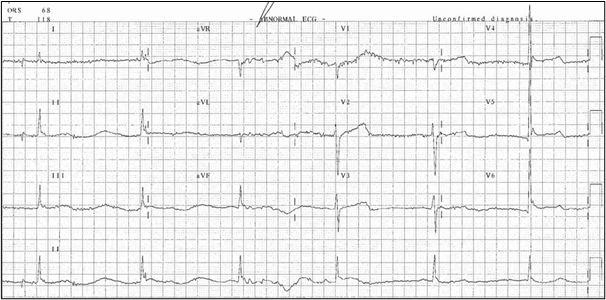 QRS 68
T 118
- ABNORMAL ECG - Unconfirmed diagnosis.
I aVR V1 V4
II aVL V2 V5
III aVF V3 V6
II